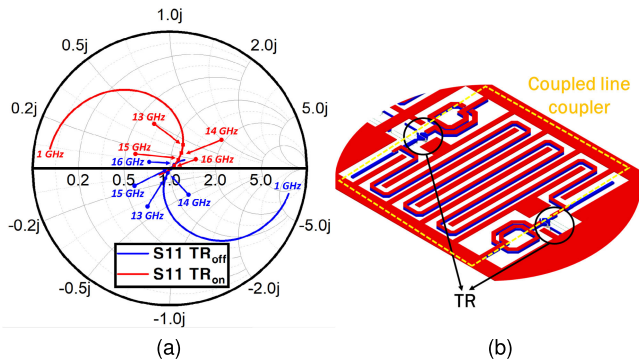 1.0j
0.5j
2.0j
0.2j
5.0j
13 GHz
14 GHz
15 GHz
16 GHz
1 GHz
16 GHz
0.2
0.5
1.0
2.0
5.0
1 GHz
15 GHz
14 GHz
13 GHz
-0.2j
-5.0j
S11 TRoff
S11 TRon
-0.5j
-2.0j
-1.0j
(a)
(b)
Coupled line
coupler
TR